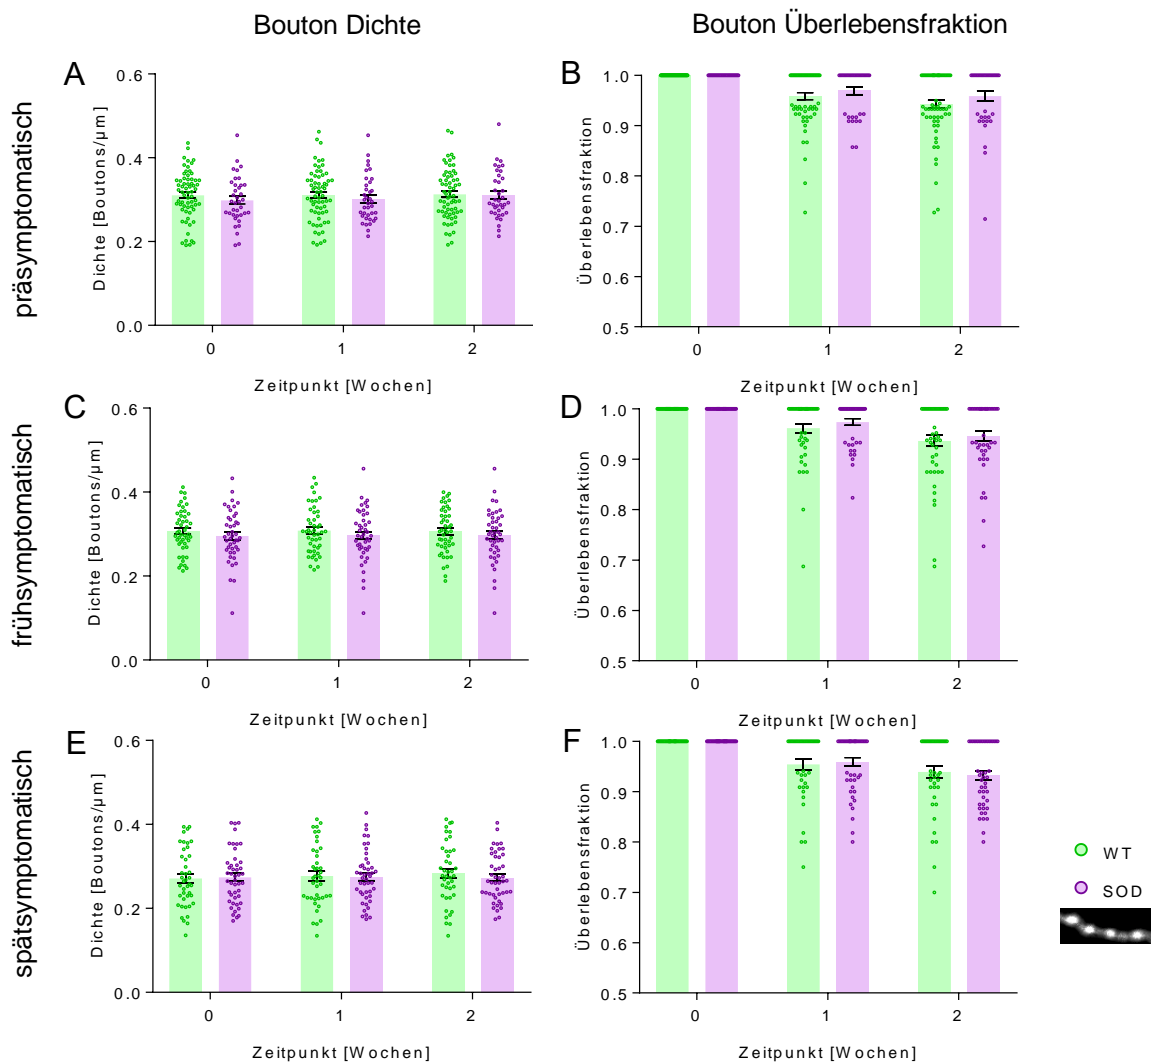 Bouton Dichte
Bouton Überlebensfraktion
präsymptomatisch
A
Dichte [Boutons/µm]
0.6
0.4
0.2
0.0
0 1 2
Zeitpunkt [Wochen]
B
Überlebensfraktion
1.0
0.9
0.8
0.7
0.6
0.5
0 1 2
Zeitpunkt [Wochen]
frühsymptomatisch
C
Dichte [Boutons/µm]
0.6
0.4
0.2
0.0
0 1 2
Zeitpunkt [Wochen]
D
Überlebensfraktion
1.0
0.9
0.8
0.7
0.6
0.5
0 1 2
Zeitpunkt [Wochen]
spätsymptomatisch
E
Dichte [Boutons/µm]
0.6
0.4
0.2
0.0
0 1 2
Zeitpunkt [Wochen]
F
Überlebensfraktion
1.0
0.9
0.8
0.7
0.6
0.5
0 1 2
Zeitpunkt [Wochen]
WT
SOD